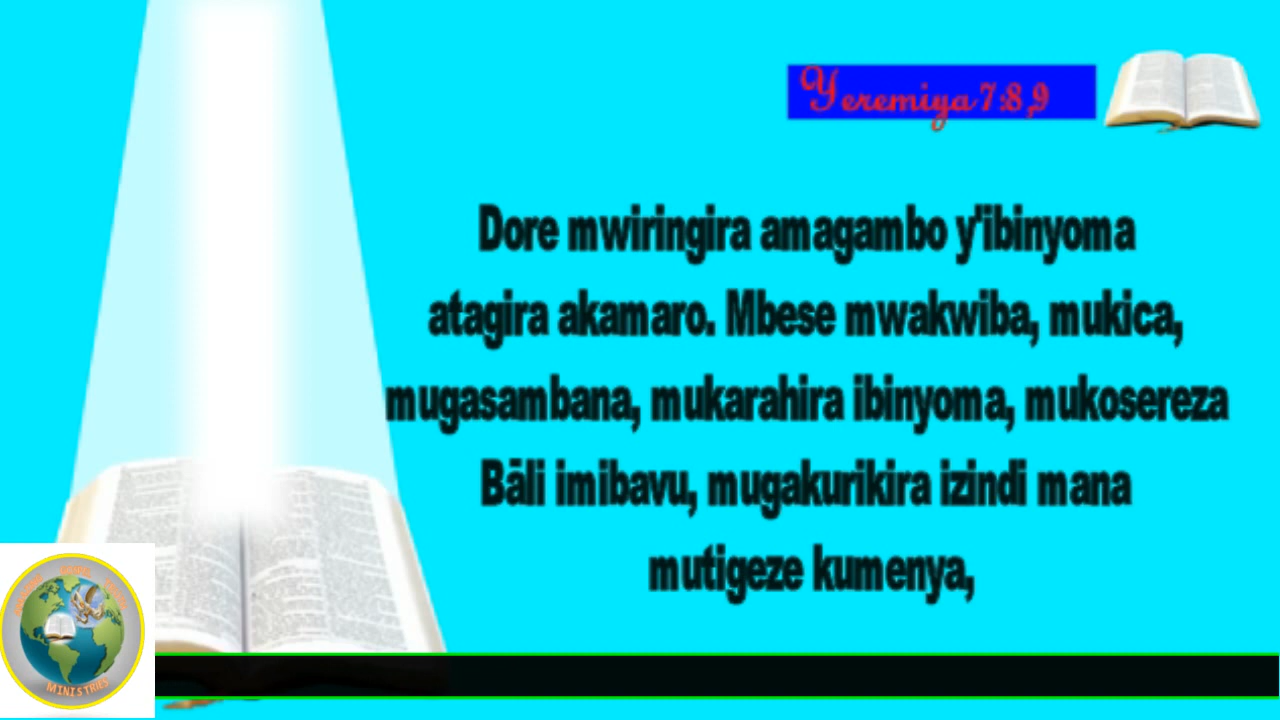 Yeremiya 7:8,9
Dore mwiringira amagambo y'ibinyoma
atagira akamaro. Mbese mwakwiba, mukica,
mugasambana, mukarahira ibinyoma, mukosereza
Bāli imibavu, mugakurikira izindi mana
mutigeze kumenya,
MINISTRIES